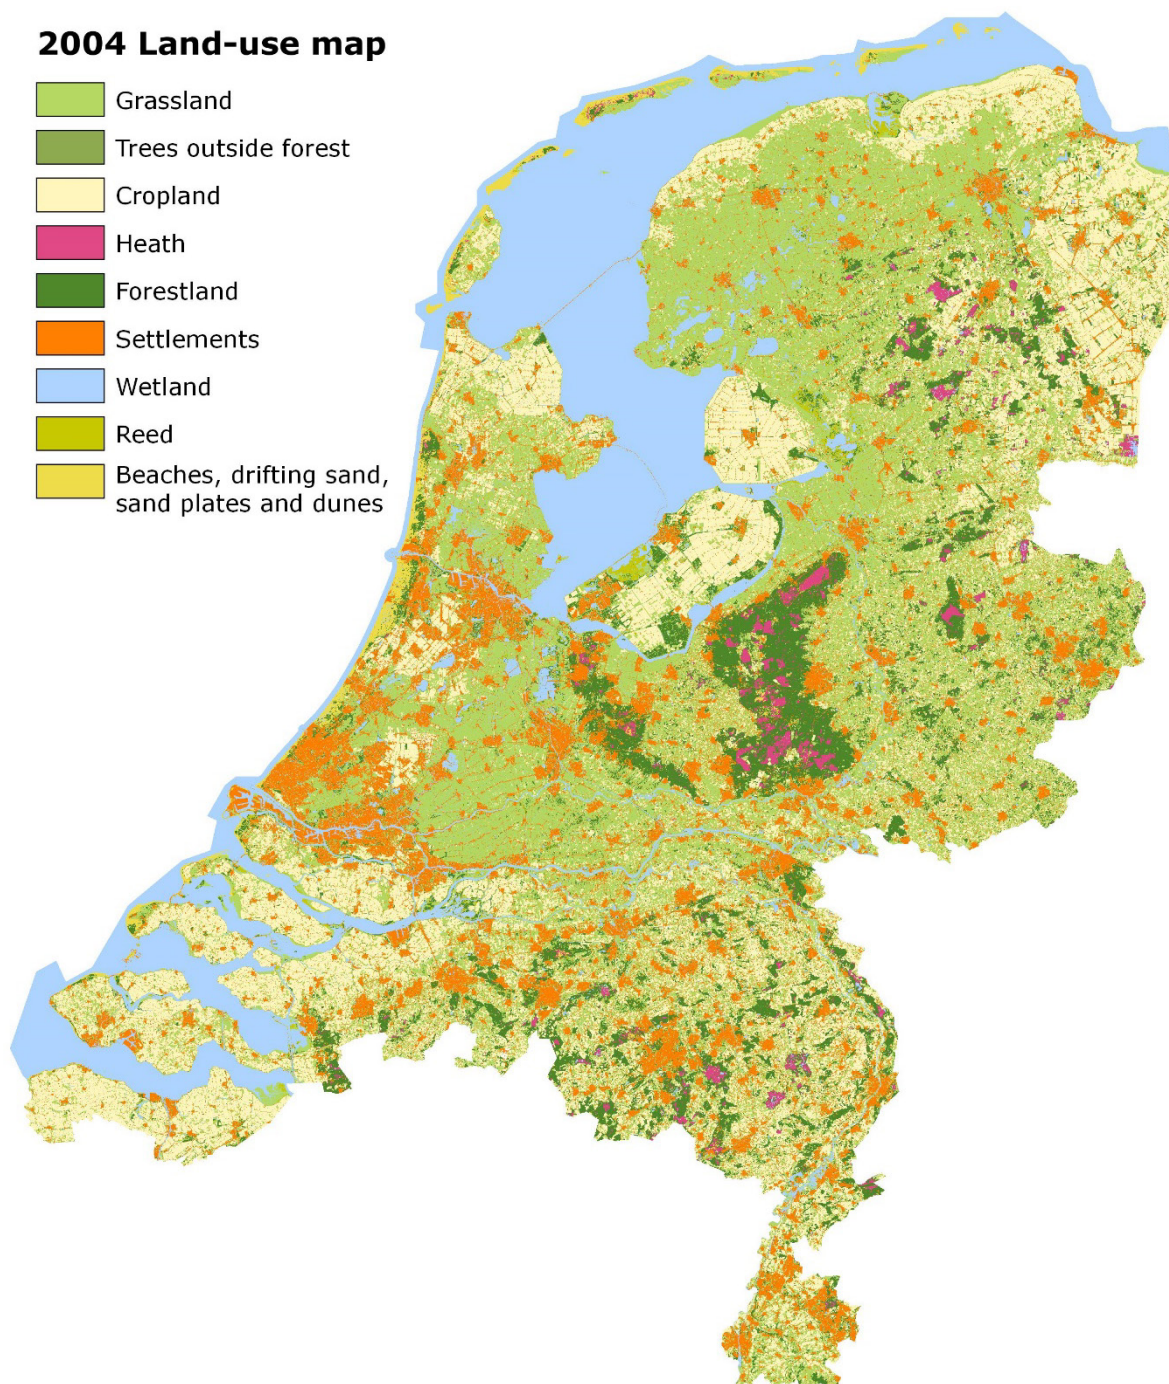 2004 Land-use map
Grassland
Trees outside forest
Cropland
Heath
Forestland
Settlements
Wetland
Reed
Beaches, drifting sand,
sand plates and dunes